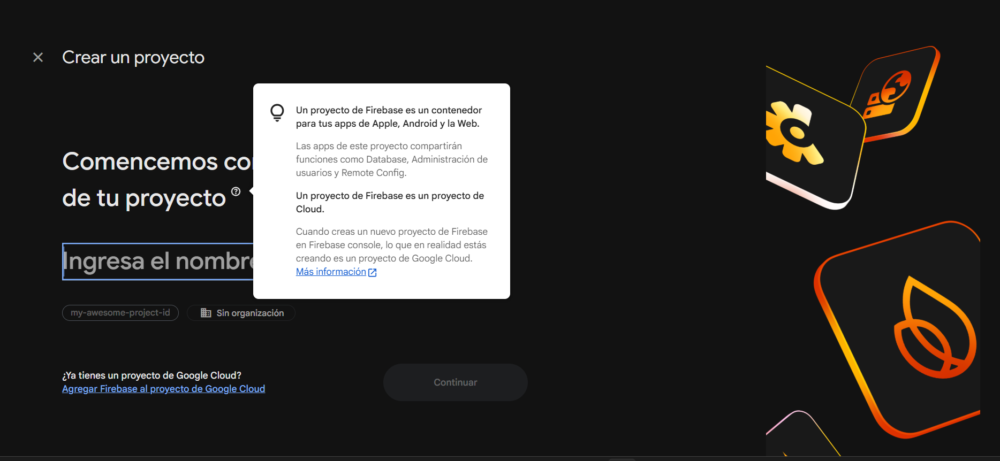 Crear un proyecto
Un proyecto de Firebase es un contenedor
para tus apps de Apple, Android y la Web.
Las apps de este proyecto compartirán
funciones como Database, Administración de
usuarios y Remote Config.
Un proyecto de Firebase es un proyecto de
Cloud.
Cuando creas un nuevo proyecto de Firebase
en Firebase console, lo que en realidad estás
creando es un proyecto de Google Cloud.
Más información
Comencemos
de tu proyecto
Ingresa el nombre
my-awesome-project-id
Sin organización
¿Ya tienes un proyecto de Google Cloud?
Agregar Firebase al proyecto de Google Cloud
Continuar